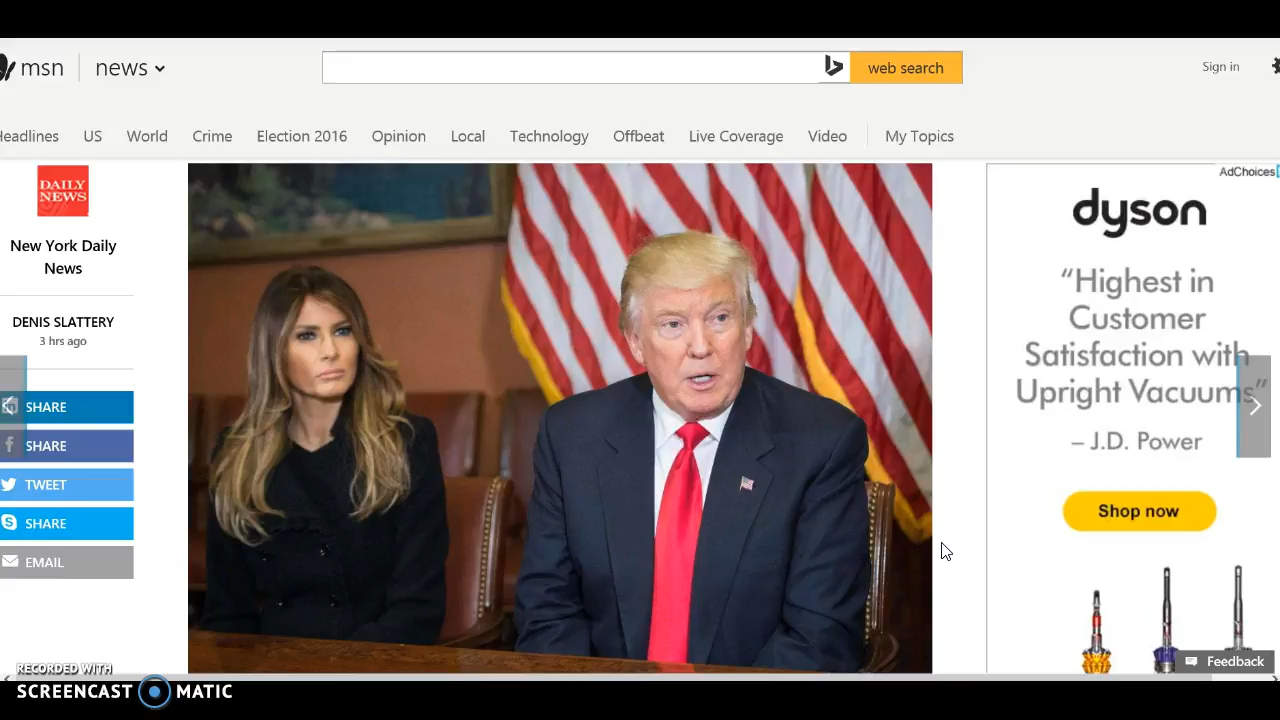 msn
news
web search
Sign in
Headlines US World Crime Election 2016 Opinion Local Technology Offbeat Live Coverage Video My Topics
DAILY
NEWS
New York Daily
News
DENIS SLATTERY
3 hrs ago
SHARE
SHARE
TWEET
SHARE
EMAIL
AdChoices
dyson
“Highest in
Customer
Satisfaction with
Upright Vacuums”
– J.D. Power
Shop now
Feedback
RECORDED WITH
SCREENCAST MATIC